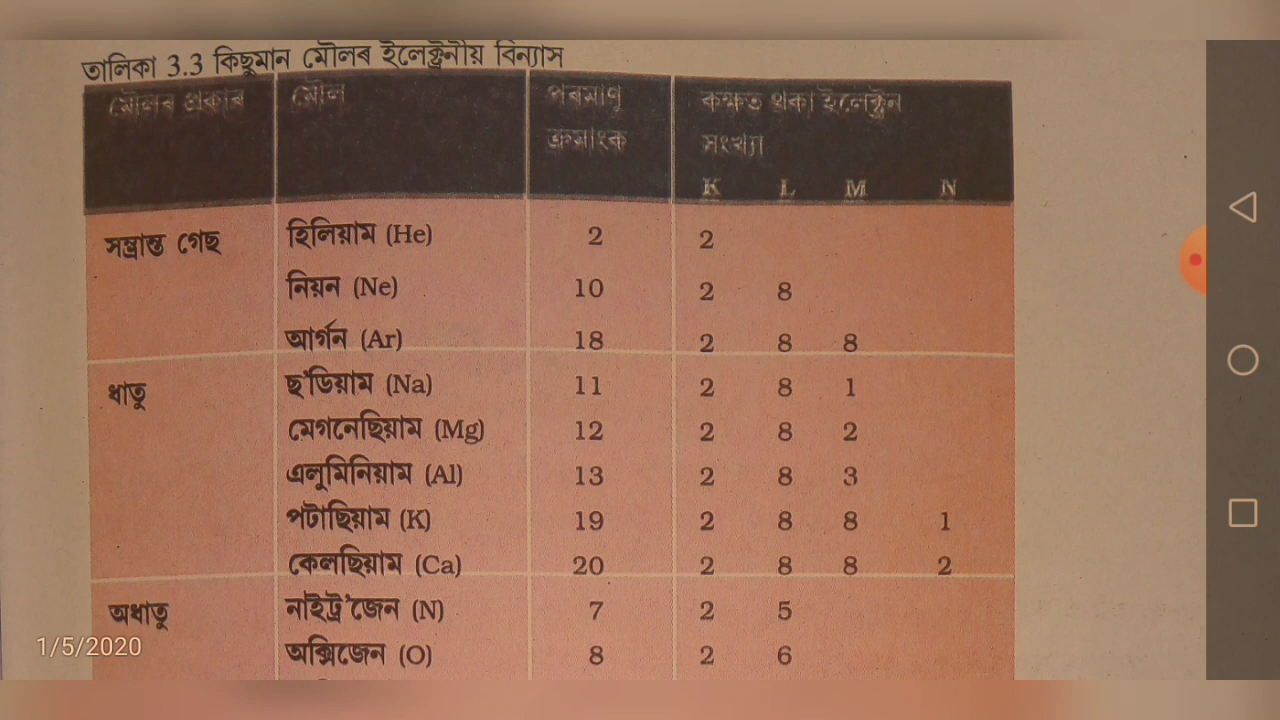 তালিকা 3.3 কিছুমান মৌলৰ ইলেক্ট্ৰনীয় বিন্যাস
মৌলৰ প্ৰকাৰ মৌল পৰমাণু কক্ষত থকা ইলেক্ট্ৰন
ক্ৰমাংক সংখ্যা
K L M N
সম্ভ্ৰান্ত গেছ হিলিয়াম (He) 2 2
নিয়ন (Ne) 10 2 8
আৰ্গন (Ar) 18 2 8 8
ধাতু ছ'ডিয়াম (Na) 11 2 8 1
মেগনেছিয়াম (Mg) 12 2 8 2
এলুমিনিয়াম (Al) 13 2 8 3
পটাছিয়াম (K) 19 2 8 8 1
কেলছিয়াম (Ca) 20 2 8 8 2
অধাতু নাইট্ৰ'জেন (N) 7 2 5
অক্সিজেন (O) 8 2 6
1/5/2020